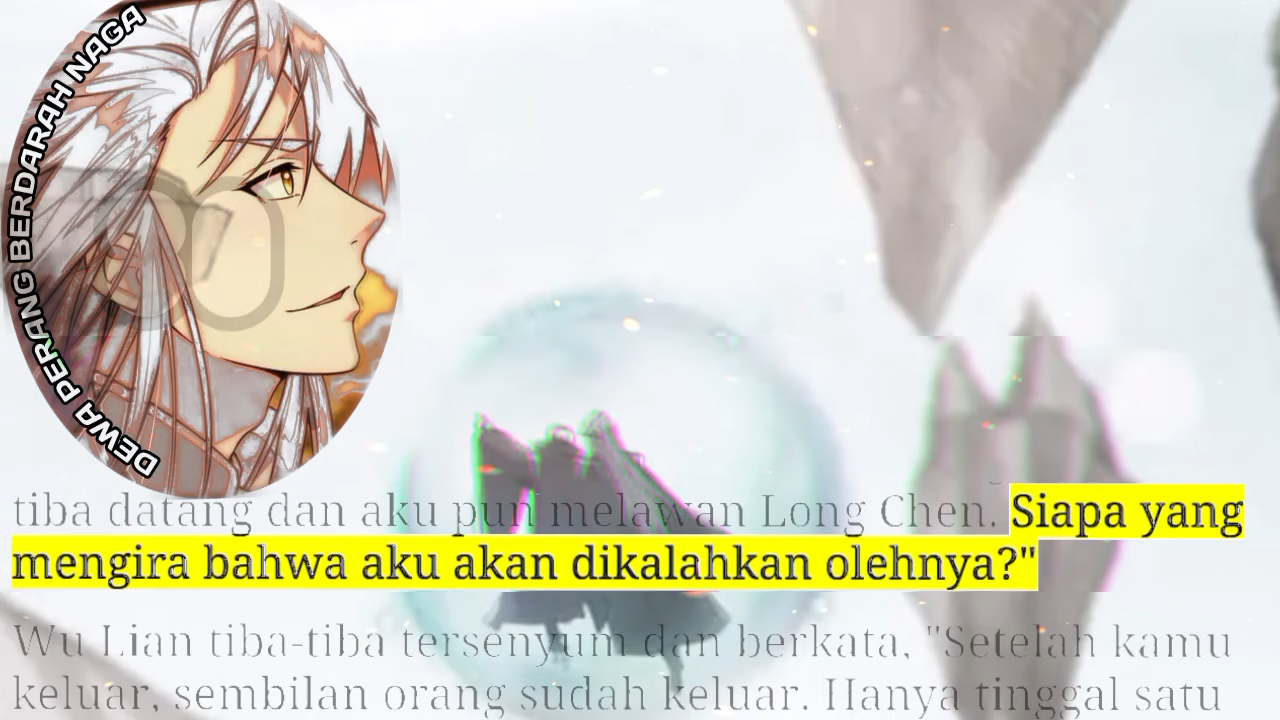 DEWA PERANG BERDARAH NAGA
tiba datang dan aku pun melawan Long Chen. Siapa yang
mengira bahwa aku akan dikalahkan olehnya?"
Wu Lian tiba-tiba tersenyum dan berkata, "Setelah kamu
keluar, sembilan orang sudah keluar. Hanya tinggal satu